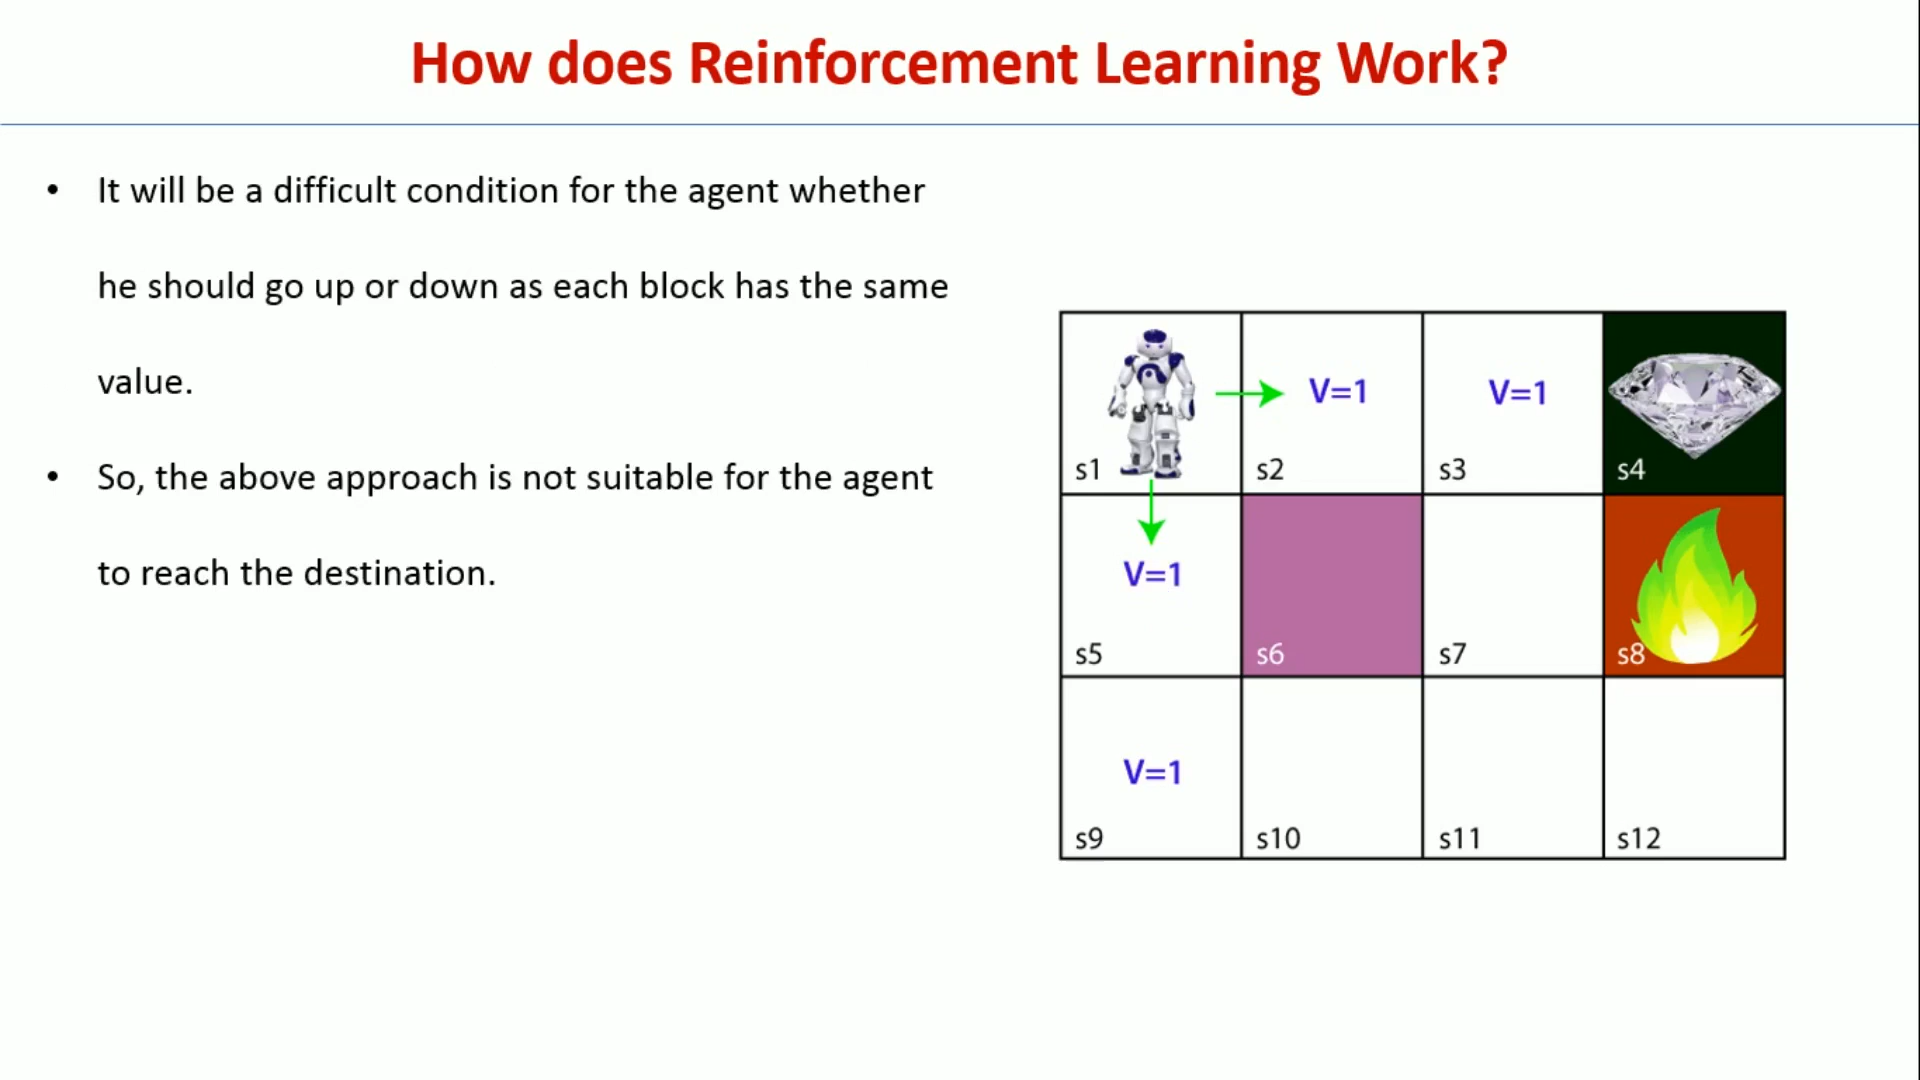 How does Reinforcement Learning Work?
• It will be a difficult condition for the agent whether
he should go up or down as each block has the same
value.
• So, the above approach is not suitable for the agent
to reach the destination.
V=1 V=1
s1 s2 s3 s4
V=1
s5 s6 s7 s8
V=1
s9 s10 s11 s12